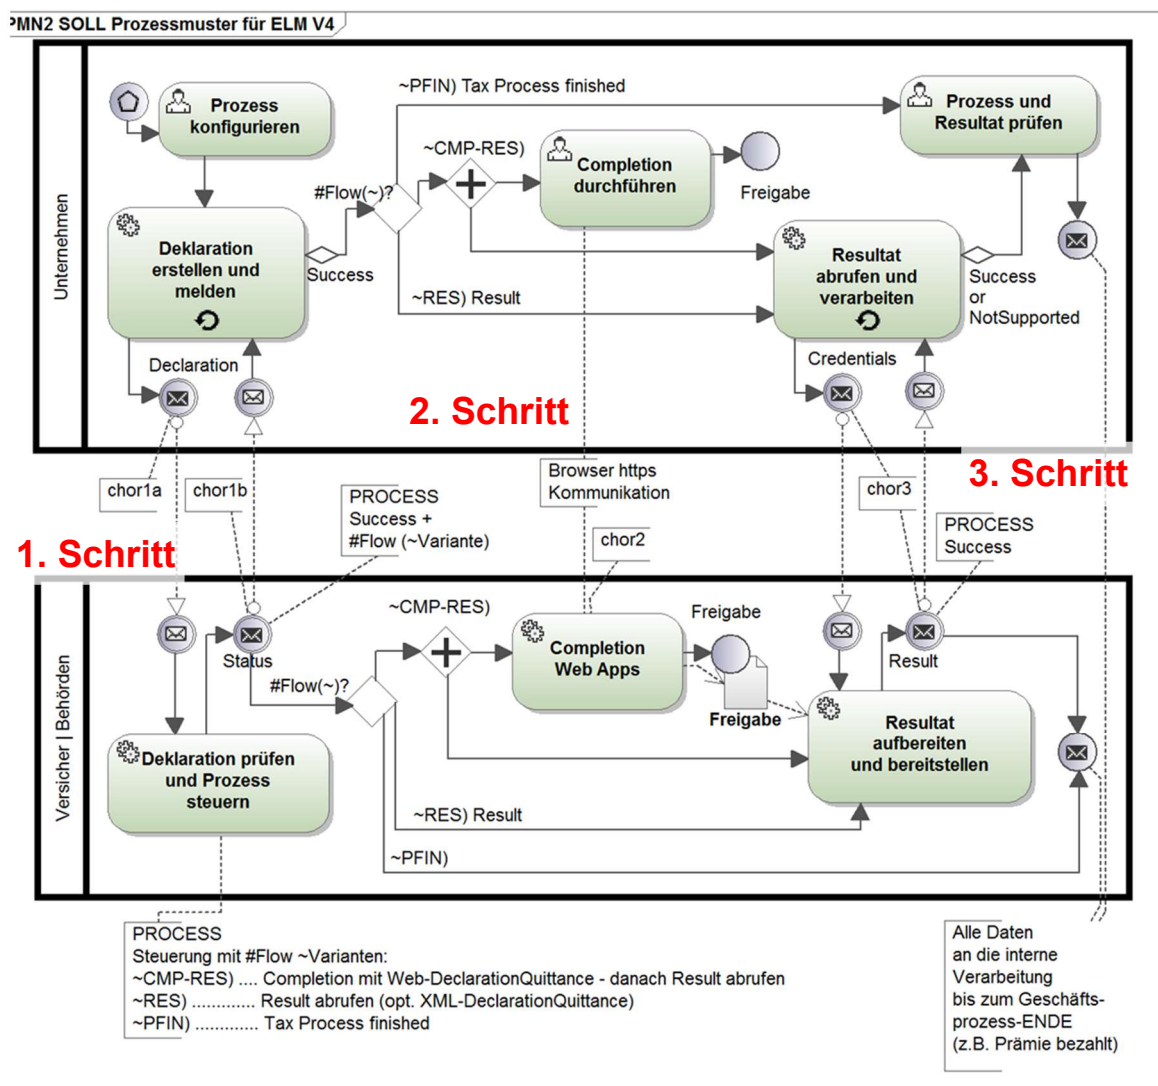 PMN2 SOLL Prozessmuster für ELM V4
Unternehmen
Prozess
konfigurieren
~PFIN) Tax Process finished
Prozess und
Resultat prüfen
~CMP-RES)
Completion
durchführen
Freigabe
#Flow(~)?
Deklaration
erstellen und
melden
Success
~RES) Result
Resultat
abrufen und
verarbeiten
Success
or
NotSupported
Declaration
Credentials
2. Schritt
3. Schritt
1. Schritt
chor1a
chor1b
PROCESS
Success +
#Flow (~Variante)
Browser https
Kommunikation
chor2
chor3
PROCESS
Success
Versicher | Behörden
Status
~CMP-RES)
Completion
Web Apps
Freigabe
Freigabe
Result
#Flow(~)?
Deklaration prüfen
und Prozess
steuern
Resultat
aufbereiten
und bereitstellen
~RES) Result
~PFIN)
PROCESS
Steuerung mit #Flow ~Varianten:
~CMP-RES) .... Completion mit Web-DeclarationQuittance - danach Result abrufen
~RES) ............. Result abrufen (opt. XML-DeclarationQuittance)
~PFIN) ............. Tax Process finished
Alle Daten
an die interne
Verarbeitung
bis zum Geschäfts-
prozess-ENDE
(z.B. Prämie bezahlt)